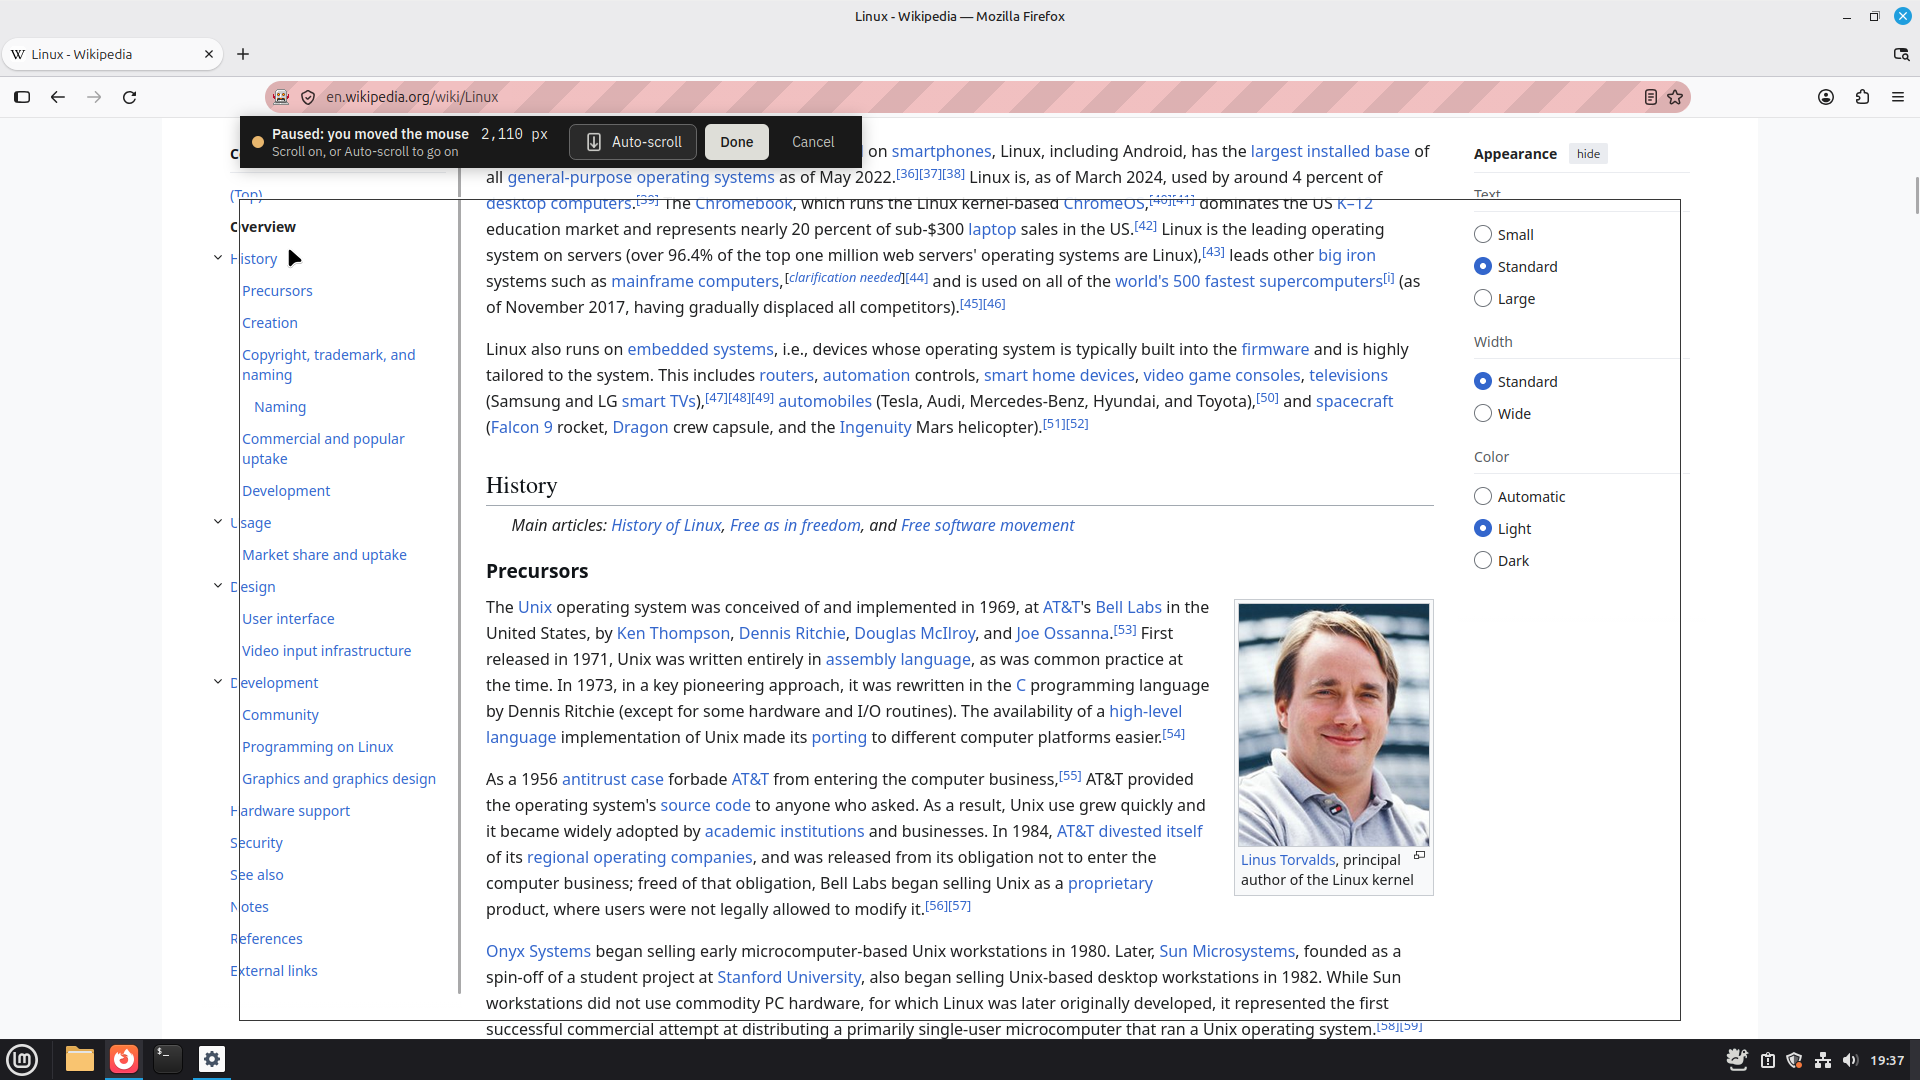 Linux - Wikipedia — Mozilla Firefox
Linux - Wikipedia
en.wikipedia.org/wiki/Linux
Paused: you moved the mouse 2,110 px
Scroll on, or Auto-scroll to go on
Auto-scroll
Done
Cancel
(Top)
Overview
History
Precursors
Creation
Copyright, trademark, and
naming
Naming
Commercial and popular
uptake
Development
Usage
Market share and uptake
Design
User interface
Video input infrastructure
Development
Community
Programming on Linux
Graphics and graphics design
Hardware support
Security
See also
Notes
References
External links
on smartphones, Linux, including Android, has the largest installed base of
all general-purpose operating systems as of May 2022.[36][37][38] Linux is, as of March 2024, used by around 4 percent of
desktop computers.[39] The Chromebook, which runs the Linux kernel-based ChromeOS,[40][41] dominates the US K–12
education market and represents nearly 20 percent of sub-$300 laptop sales in the US.[42] Linux is the leading operating
system on servers (over 96.4% of the top one million web servers' operating systems are Linux),[43] leads other big iron
systems such as mainframe computers,[clarification needed][44] and is used on all of the world's 500 fastest supercomputers[i] (as
of November 2017, having gradually displaced all competitors).[45][46]
Linux also runs on embedded systems, i.e., devices whose operating system is typically built into the firmware and is highly
tailored to the system. This includes routers, automation controls, smart home devices, video game consoles, televisions
(Samsung and LG smart TVs),[47][48][49] automobiles (Tesla, Audi, Mercedes-Benz, Hyundai, and Toyota),[50] and spacecraft
(Falcon 9 rocket, Dragon crew capsule, and the Ingenuity Mars helicopter).[51][52]
History
Main articles: History of Linux, Free as in freedom, and Free software movement
Precursors
The Unix operating system was conceived of and implemented in 1969, at AT&T's Bell Labs in the
United States, by Ken Thompson, Dennis Ritchie, Douglas McIlroy, and Joe Ossanna.[53] First
released in 1971, Unix was written entirely in assembly language, as was common practice at
the time. In 1973, in a key pioneering approach, it was rewritten in the C programming language
by Dennis Ritchie (except for some hardware and I/O routines). The availability of a high-level
language implementation of Unix made its porting to different computer platforms easier.[54]
As a 1956 antitrust case forbade AT&T from entering the computer business,[55] AT&T provided
the operating system's source code to anyone who asked. As a result, Unix use grew quickly and
it became widely adopted by academic institutions and businesses. In 1984, AT&T divested itself
of its regional operating companies, and was released from its obligation not to enter the
computer business; freed of that obligation, Bell Labs began selling Unix as a proprietary
product, where users were not legally allowed to modify it.[56][57]
Linus Torvalds, principal
author of the Linux kernel
Onyx Systems began selling early microcomputer-based Unix workstations in 1980. Later, Sun Microsystems, founded as a
spin-off of a student project at Stanford University, also began selling Unix-based desktop workstations in 1982. While Sun
workstations did not use commodity PC hardware, for which Linux was later originally developed, it represented the first
successful commercial attempt at distributing a primarily single-user microcomputer that ran a Unix operating system.[58][59]
Appearance hide
Text
Small
Standard
Large
Width
Standard
Wide
Color
Automatic
Light
Dark
19:37